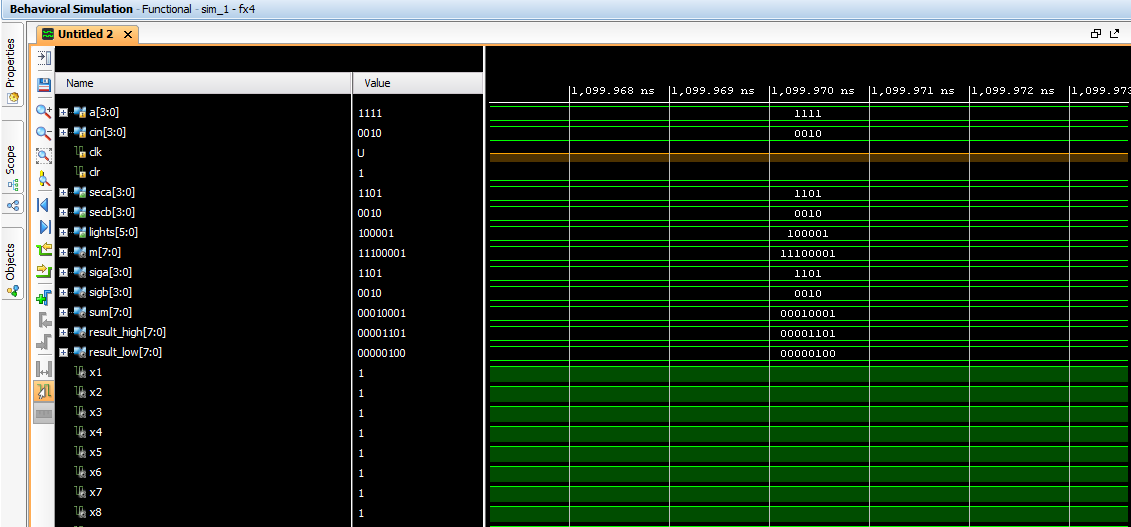 Behavioral Simulation - Functional - sim_1 - fx4
Untitled 2
Properties
Scope
Objects
Name Value
1,099.968 ns 1,099.969 ns 1,099.970 ns 1,099.971 ns 1,099.972 ns 1,099.973
a[3:0] 1111 1111
cin[3:0] 0010 0010
clk U
clr 1
seca[3:0] 1101 1101
secb[3:0] 0010 0010
lights[5:0] 100001 100001
m[7:0] 11100001 11100001
siga[3:0] 1101 1101
sigb[3:0] 0010 0010
sum[7:0] 00010001 00010001
result_high[7:0] 00001101 00001101
result_low[7:0] 00000100 00000100
x1 1
x2 1
x3 1
x4 1
x5 1
x6 1
x7 1
x8 1